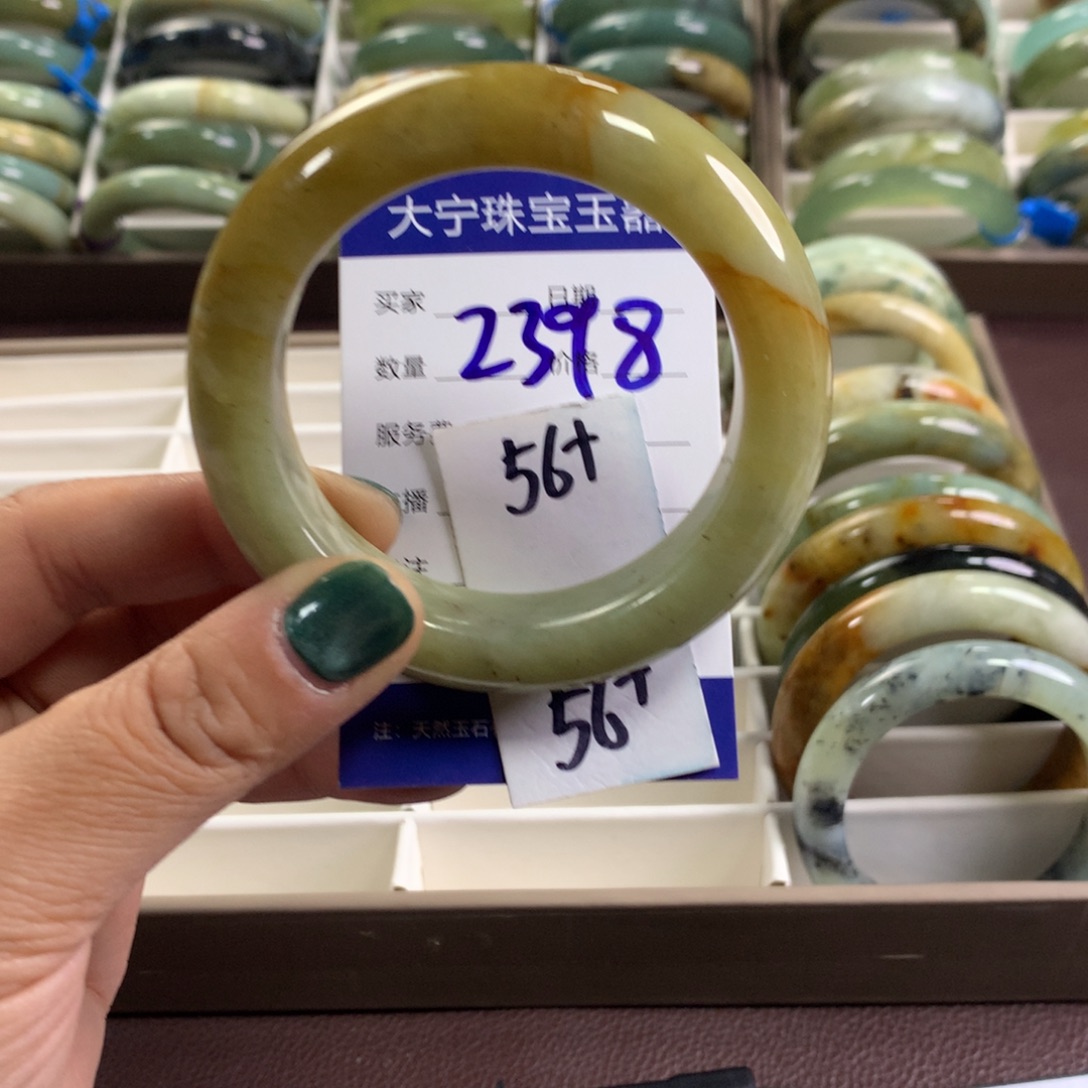 大宁珠宝玉器
买家 日期
2398
数量 价格
服务费
56+
播
注
56+
注：天然玉石